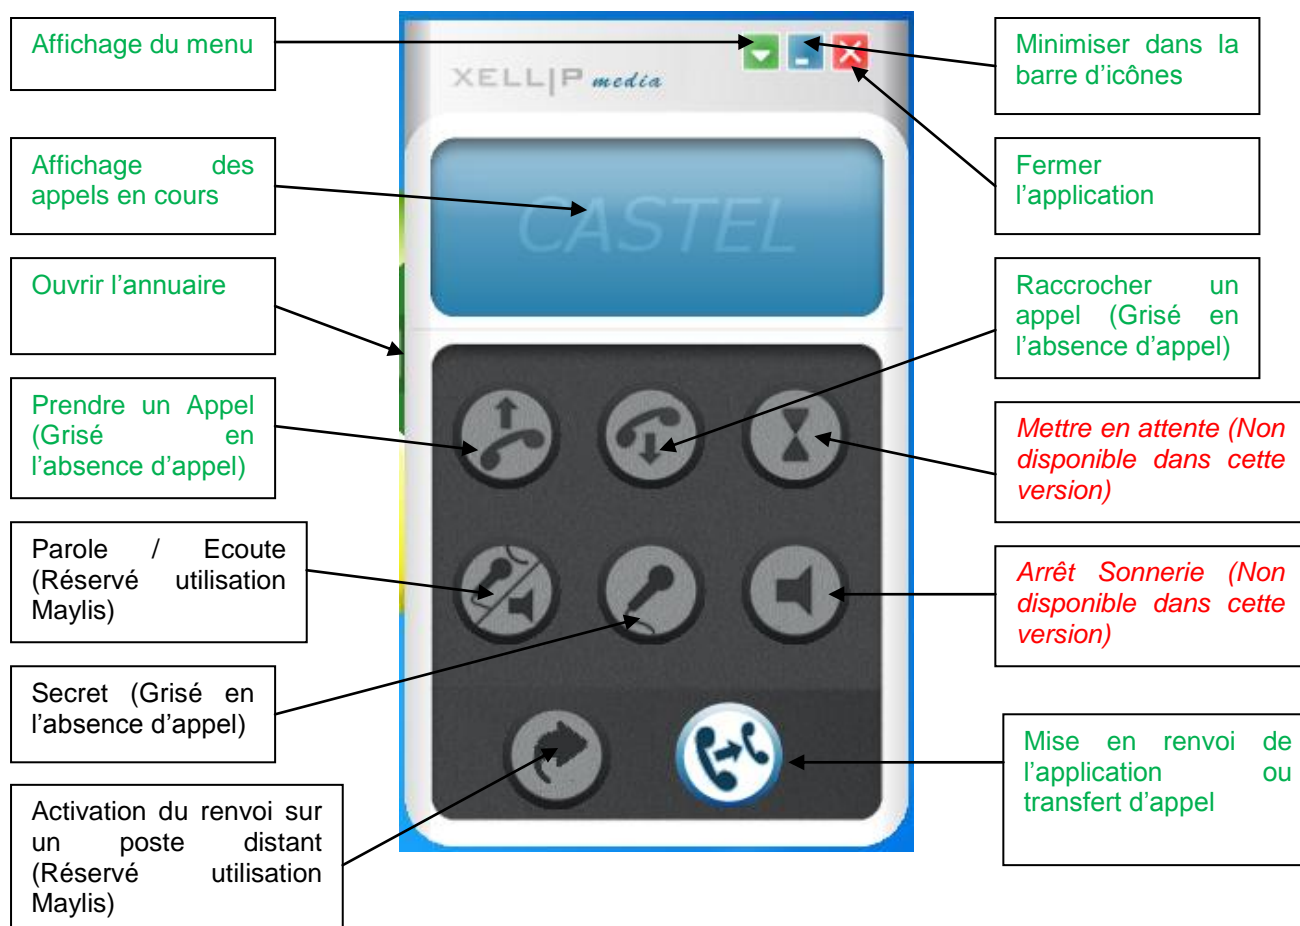 Affichage du menu
Affichage des
appels en cours
Ouvrir l’annuaire
Prendre un Appel
(Grisé en
l’absence d’appel)
Parole / Ecoute
(Réservé utilisation
Maylis)
Secret (Grisé en
l’absence d’appel)
Activation du renvoi sur
un poste distant
(Réservé utilisation
Maylis)
XELLIP media
CASTEL
Minimiser dans la
barre d’icônes
Fermer
l’application
Raccrocher un
appel (Grisé en
l’absence d’appel)
Mettre en attente (Non
disponible dans cette
version)
Arrêt Sonnerie (Non
disponible dans cette
version)
Mise en renvoi de
l’application ou
transfert d’appel